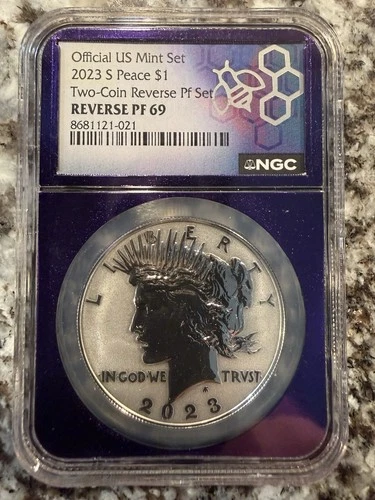 Official US Mint Set
2023 S Peace $1
Two-Coin Reverse Pf Set
REVERSE PF 69
8681121-021
NGC
LIBERTY
IN GOD WE TRVST
2023